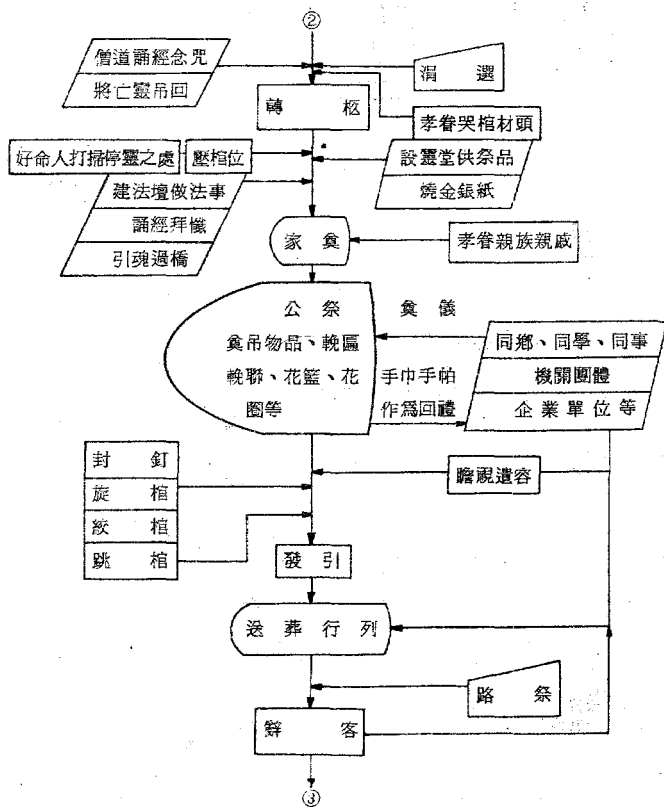 ②
僧道誦經念咒
將亡靈吊回
涓選
轉柩
孝眷哭棺材頭
好命人打掃停靈之處
壓棺位
設靈堂供祭品
燒金銀紙
建法壇做法事
誦經拜懺
引魂過橋
家奠
孝眷親族親戚
公祭
奠吊物品、輓匾
輓聯、花籃、花
圈等
奠儀
手巾手帕
作爲回禮
同鄉、同學、同事
機關團體
企業單位等
瞻視遺容
封釘
旋棺
絞棺
跳棺
發引
送葬行列
路祭
辭客
③